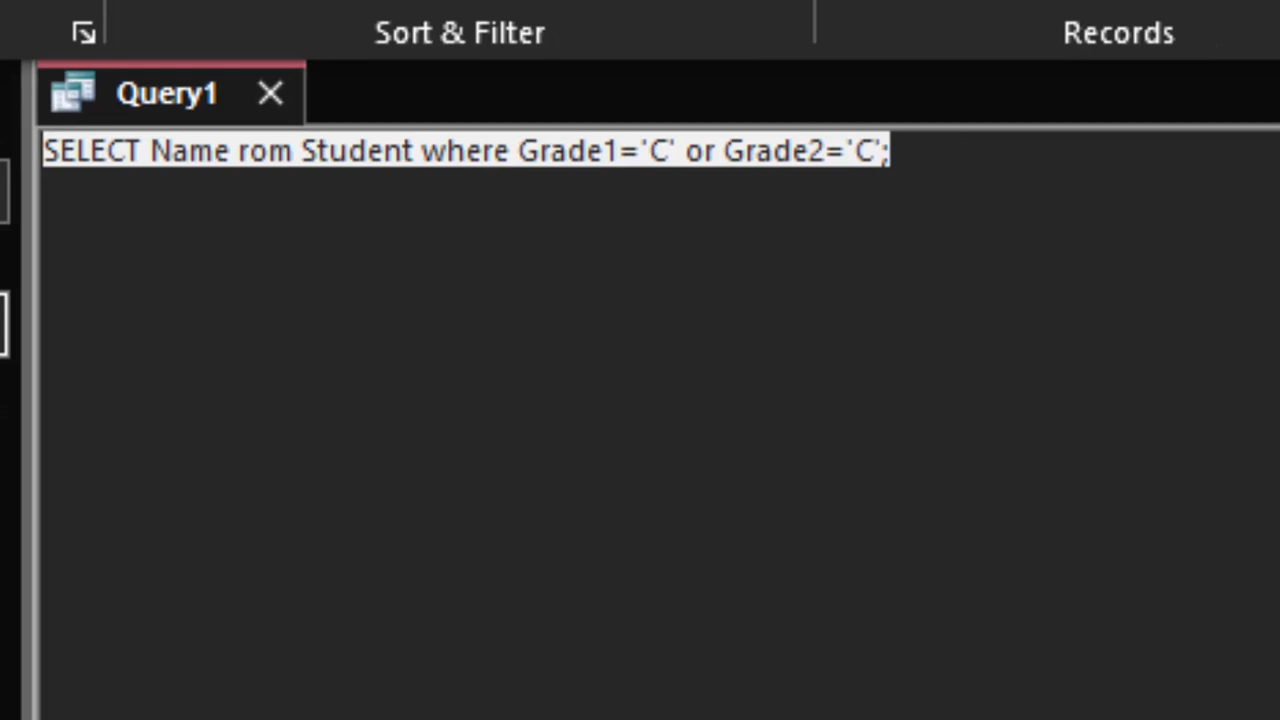 Sort & Filter
Records
Query1
SELECT Name rom Student where Grade1='C' or Grade2='C';